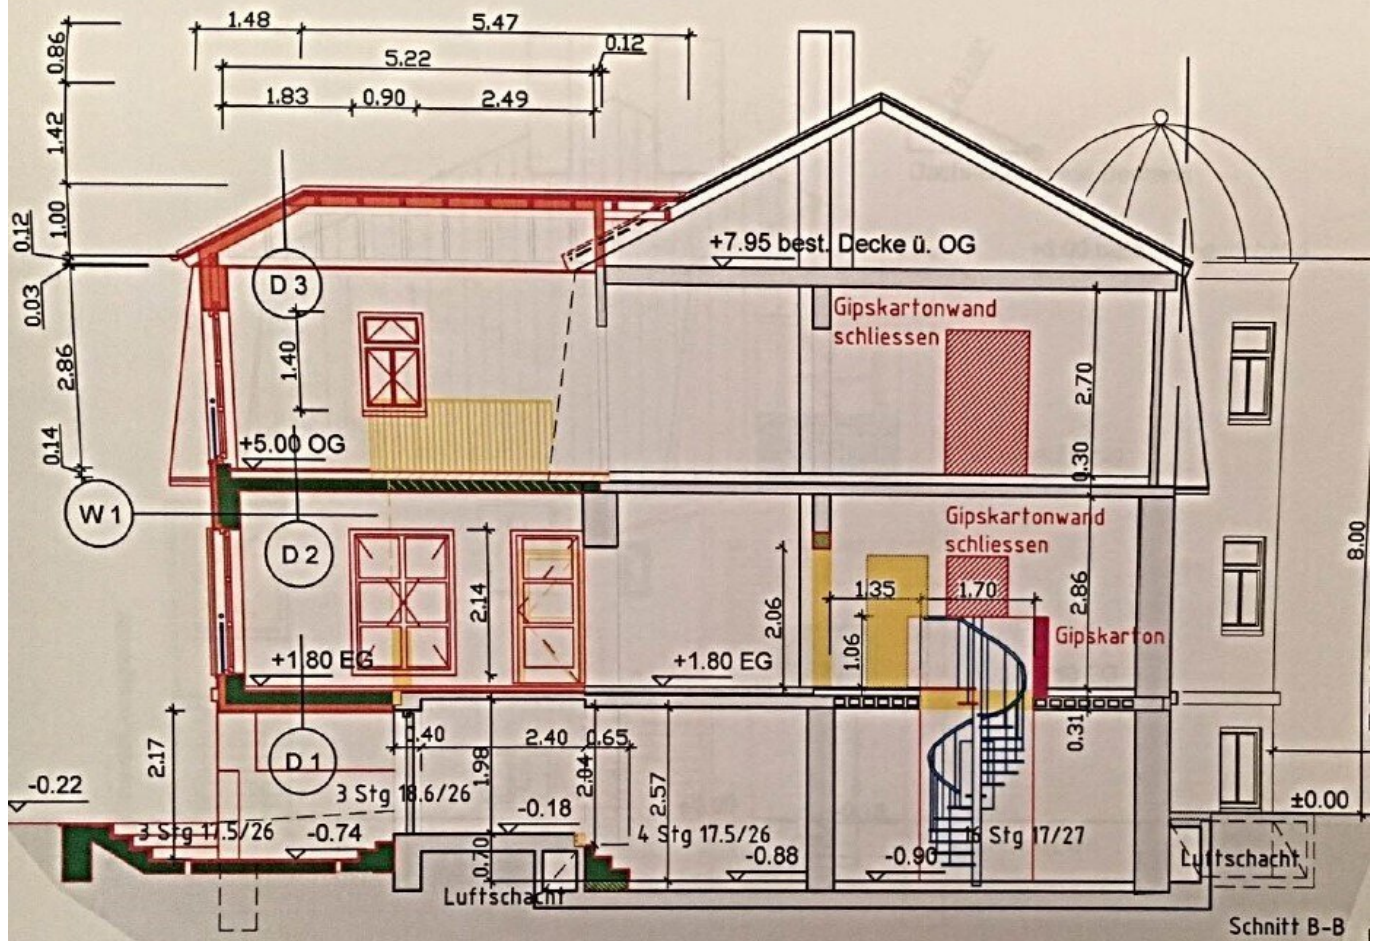 1.48
5.47
0.86
5.22
0.12
1.83
0.90
2.49
1.42
1.00
0.12
+7.95 best. Decke ü. OG
D 3
0.03
Gipskartonwand
schliessen
2.86
1.40
2.70
+5.00 OG
0.14
0.30
W 1
Gipskartonwand
schliessen
D 2
8.00
2.14
2.06
1.35
1.70
2.86
1.06
Gipskarton
+1.80 EG
+1.80 EG
.40
2.40
0.65
0.31
2.17
D 1
1.98
2.04
2.57
-0.22
3 Stg 18.6/26
-0.18
±0.00
3 Stg 17.5/26
-0.74
4 Stg 17.5/26
16 Stg 17/27
-0.88
-0.90
0.70
Luftschacht
Luftschacht
Schnitt B-B